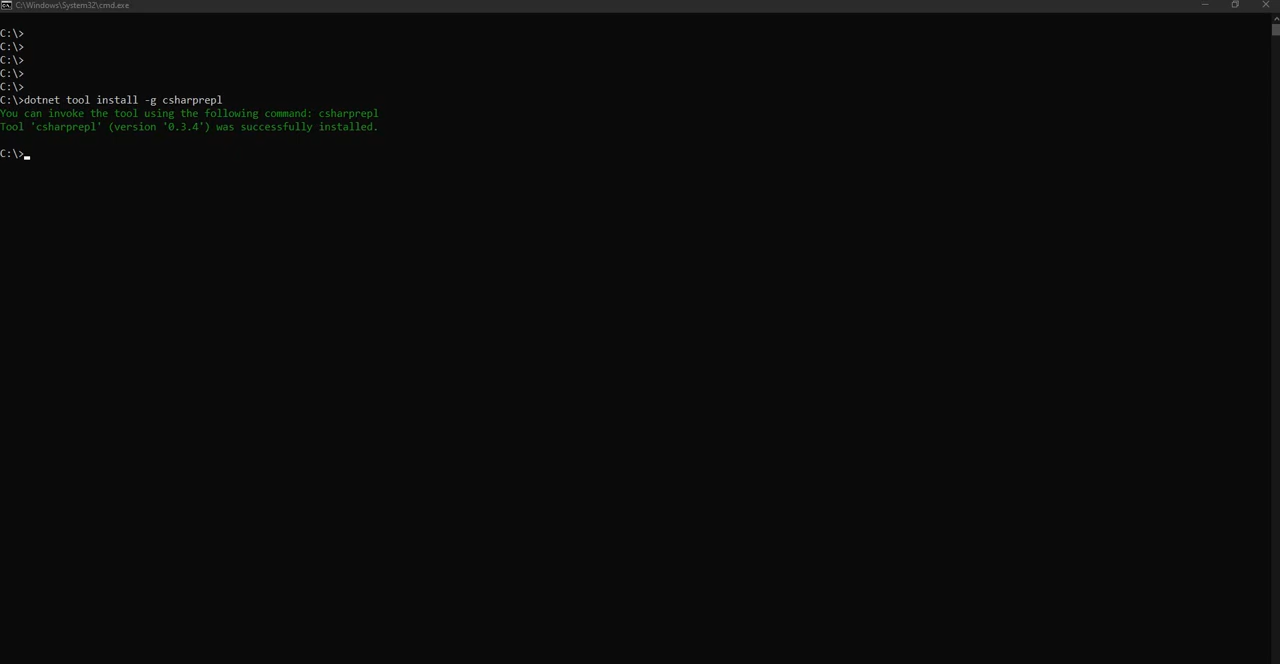 C:\Windows\System32\cmd.exe
C:\>
C:\>
C:\>
C:\>
C:\>
C:\>dotnet tool install -g csharprepl
You can invoke the tool using the following command: csharprepl
Tool 'csharprepl' (version '0.3.4') was successfully installed.
C:\>